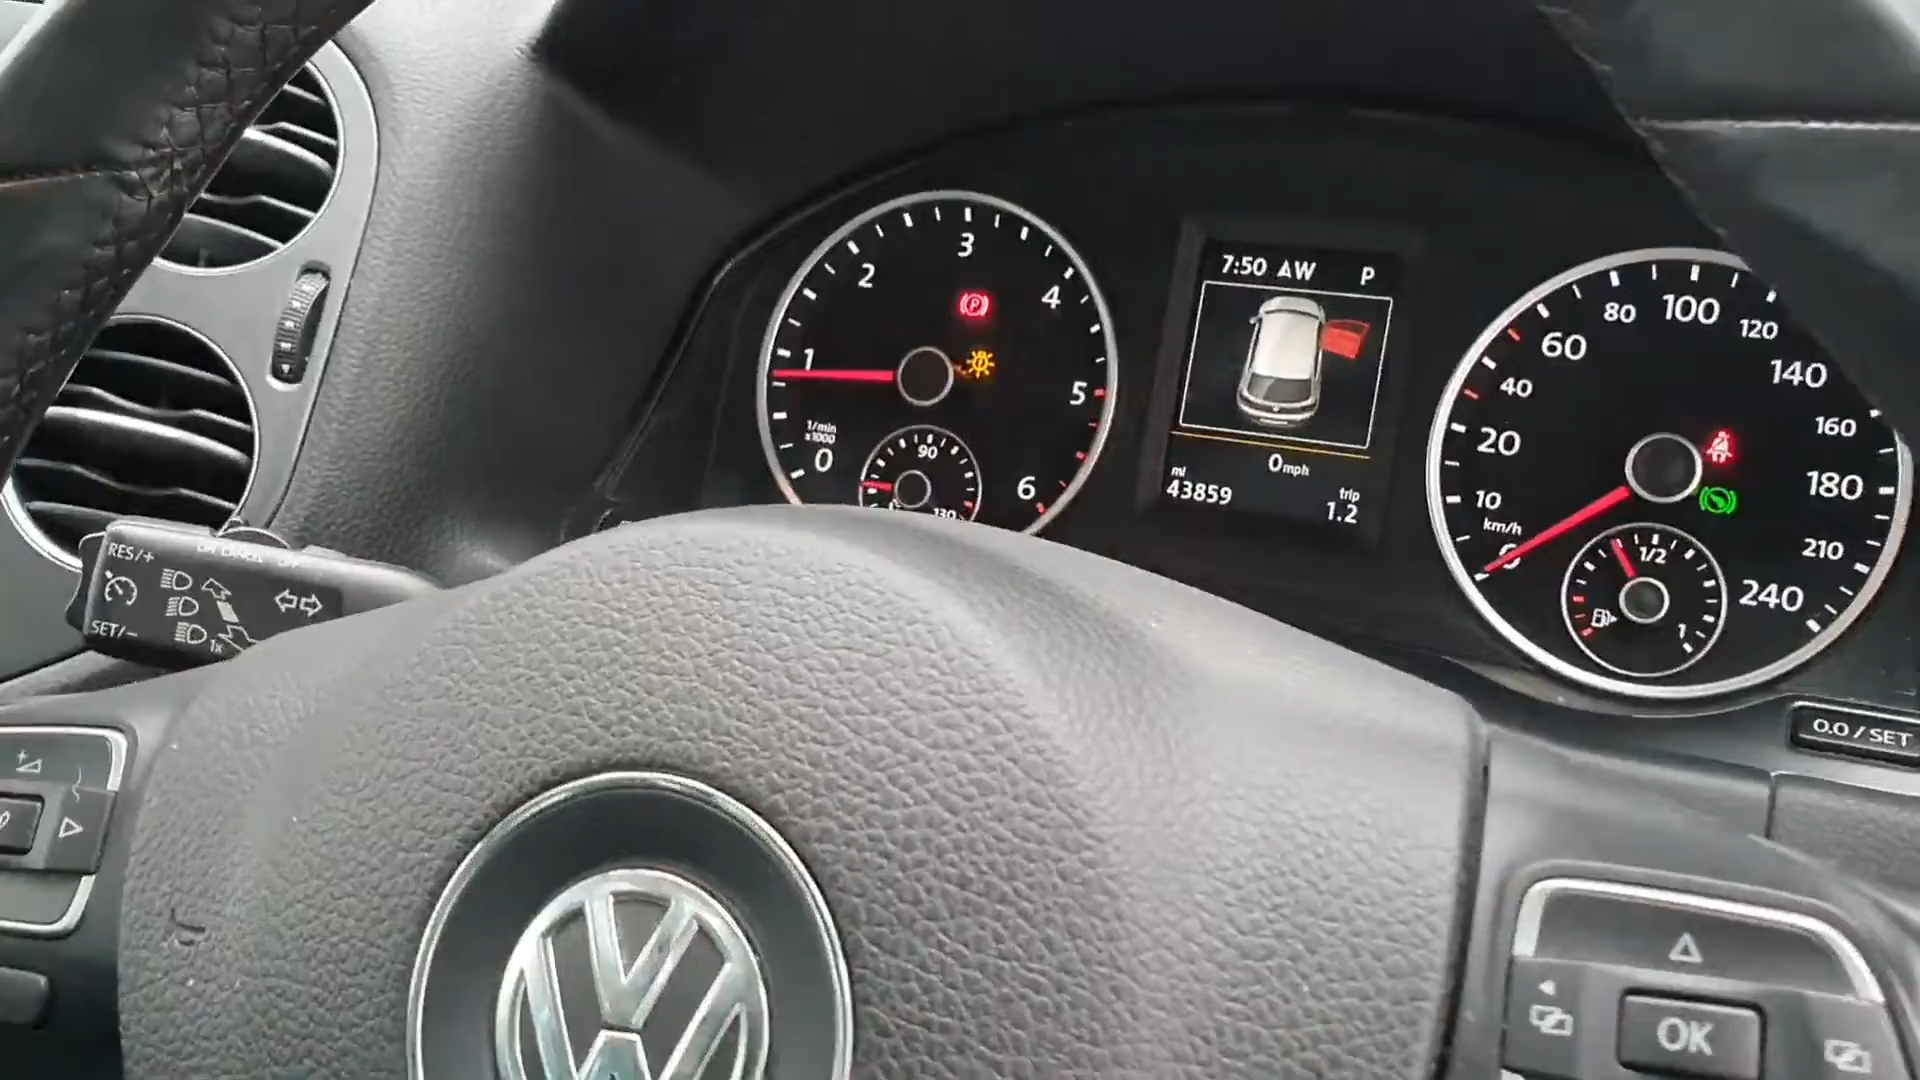 7:50 AW P
3
2
4
1
5
1/min
x1000
0
6
90
130
0mph
mi
43859
trip
1.2
80
100
120
60
140
40
160
20
180
10
km/h
210
240
1/2
1
RES/+
CANCEL
SET/-
1x
0.0 / SET
OK